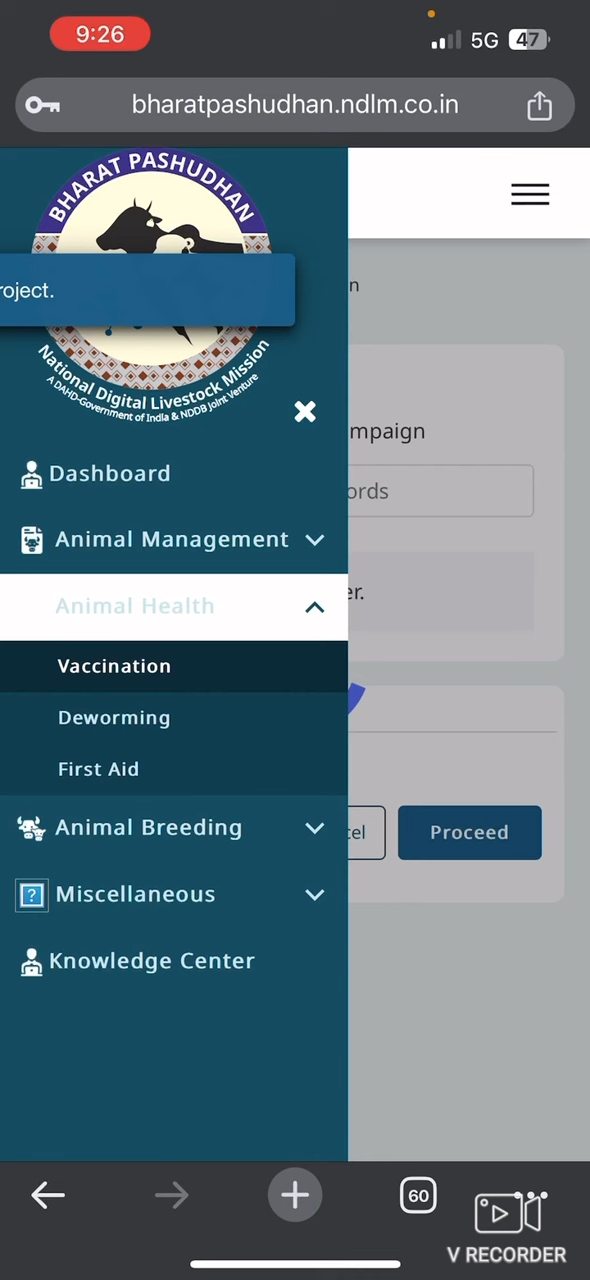 9:26
5G
47
bharatpashudhan.ndlm.co.in
BHARAT PASHUDHAN
roject.
National Digital Livestock Mission
A DAHD-Government of India & NDDB Joint Venture
n
mpaign
Dashboard
ords
Animal Management
er.
Animal Health
Vaccination
Deworming
First Aid
Animal Breeding
cel
Proceed
Miscellaneous
Knowledge Center
60
V RECORDER